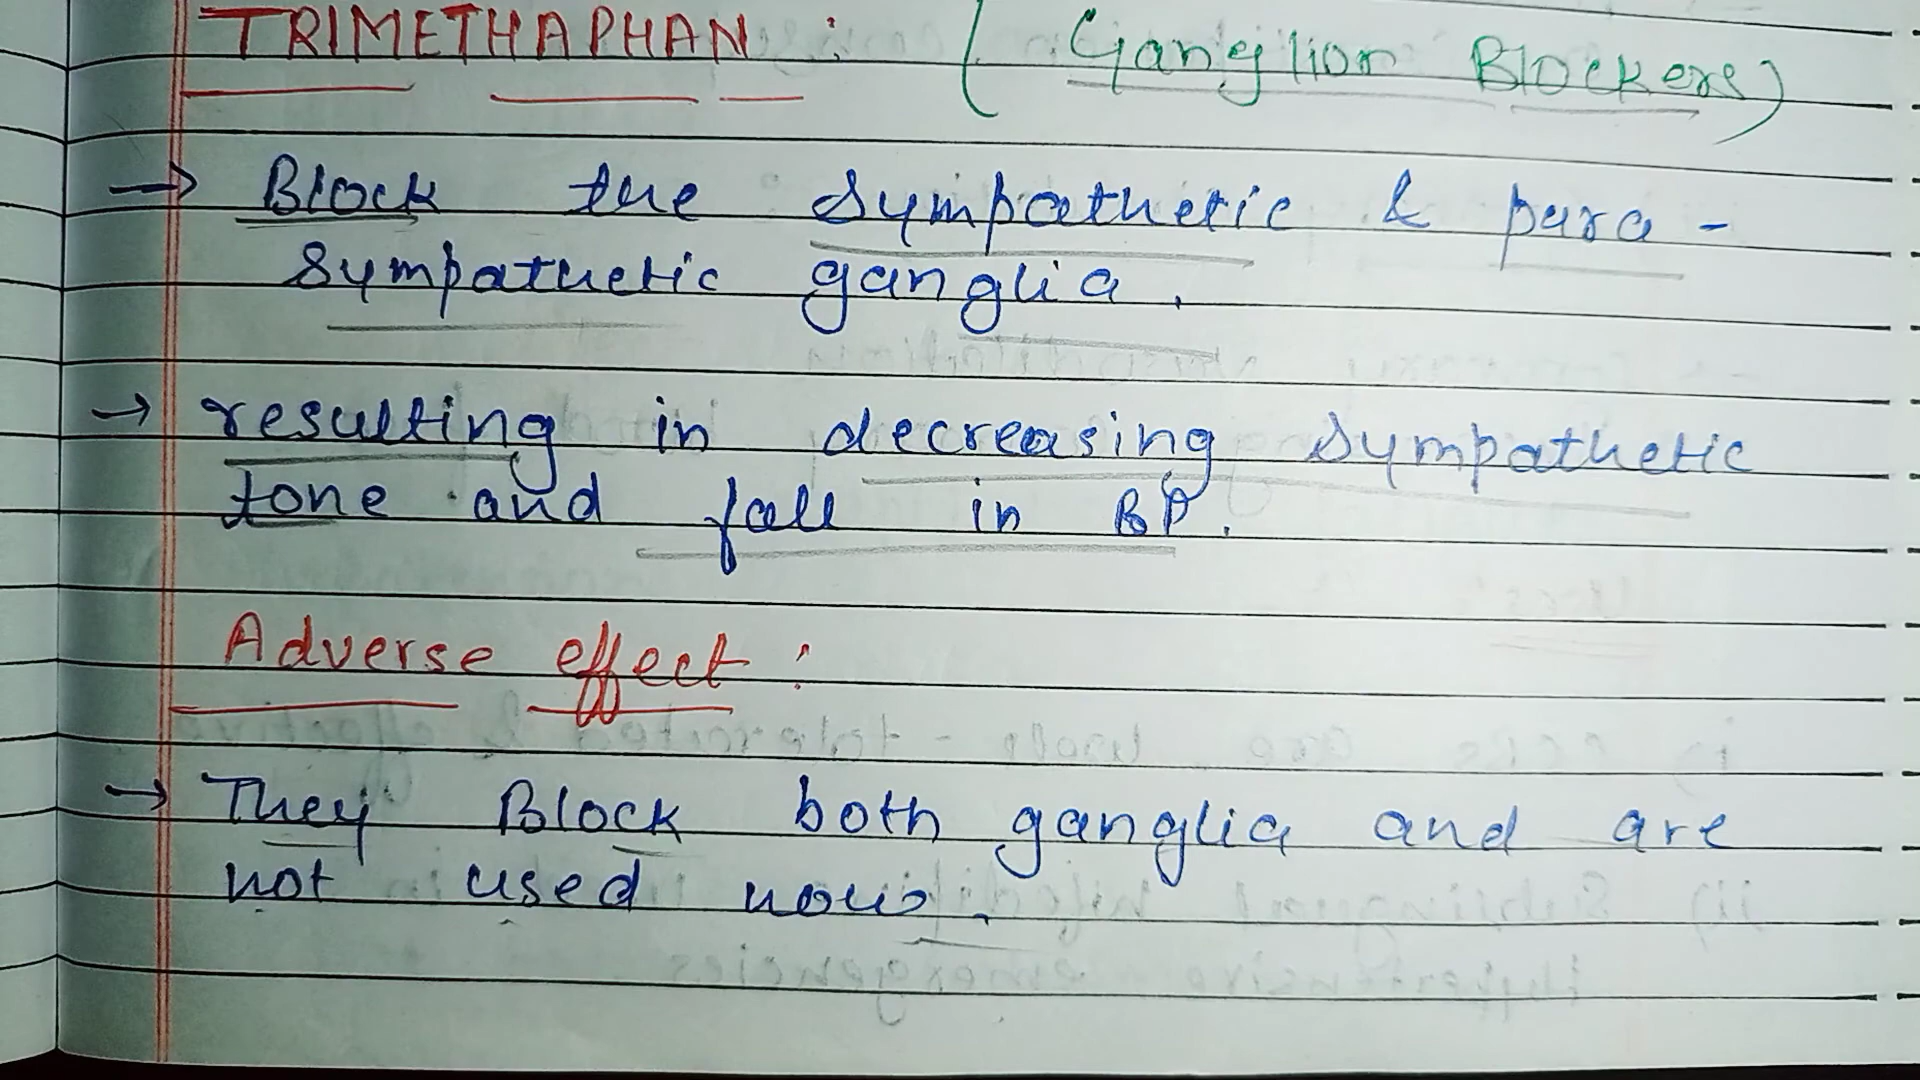 TRIMETHAPHAN : (Ganglion Blockers)
→ Block the sympathetic & para -
sympathetic ganglia.
→ resulting in decreasing sympathetic
tone and fall in BP.
Adverse effect :
→ They Block both ganglia and are
not used now.